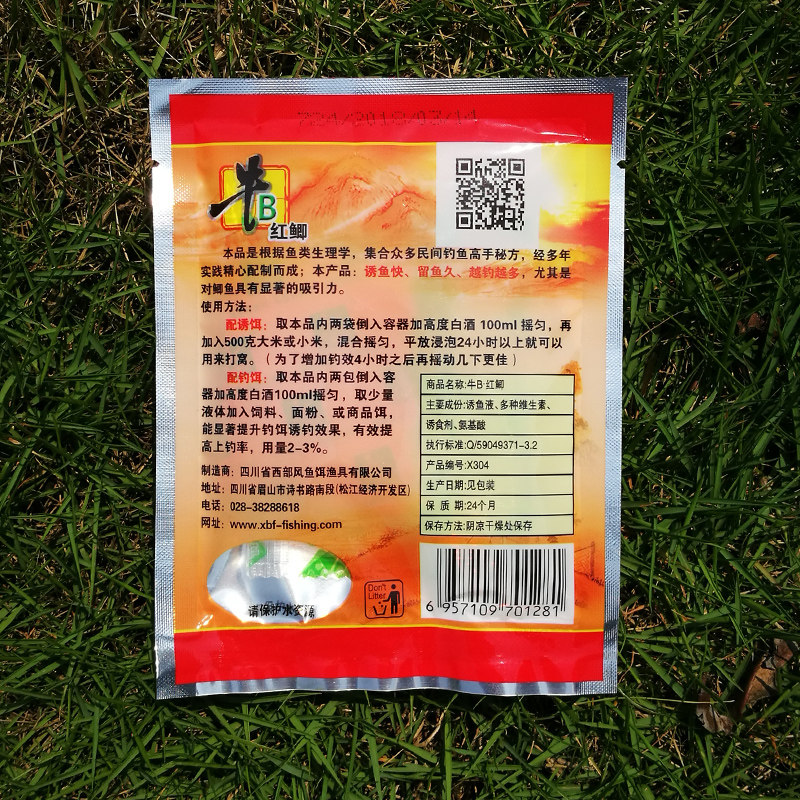 牛B
红鲫
本品是根据鱼类生理学，集合众多民间钓鱼高手秘方，经多年
实践精心配制而成；本产品：诱鱼快、留鱼久、越钓越多，尤其是
对鲫鱼具有显著的吸引力。
使用方法：
配诱饵：取本品内两袋倒入容器加高度白酒 100ml 摇匀，再
加入500克大米或小米，混合摇匀，平放浸泡24小时以上就可以
用来打窝。（为了增加钓效4小时之后再摇动几下更佳）
配钓饵：取本品内两包倒入容
器加高度白酒100ml摇匀，取少量
液体加入饲料、面粉、或商品饵，
能显著提升钓饵诱钓效果，有效提
高上钓率，用量2-3%。
制造商：四川省西部风鱼饵渔具有限公司
地址：四川省眉山市诗书路南段(松江经济开发区)
电话：028-38288618
网址：www.xbf-fishing.com
商品名称:牛B·红鲫
主要成份:诱鱼液、多种维生素、
诱食剂、氨基酸
执行标准:Q/59049371-3.2
产品编号:X304
生产日期:见包装
保 质 期:24个月
保存方法:阴凉干燥处保存
请保护水资源
Don't
Litter
6 957109 701281